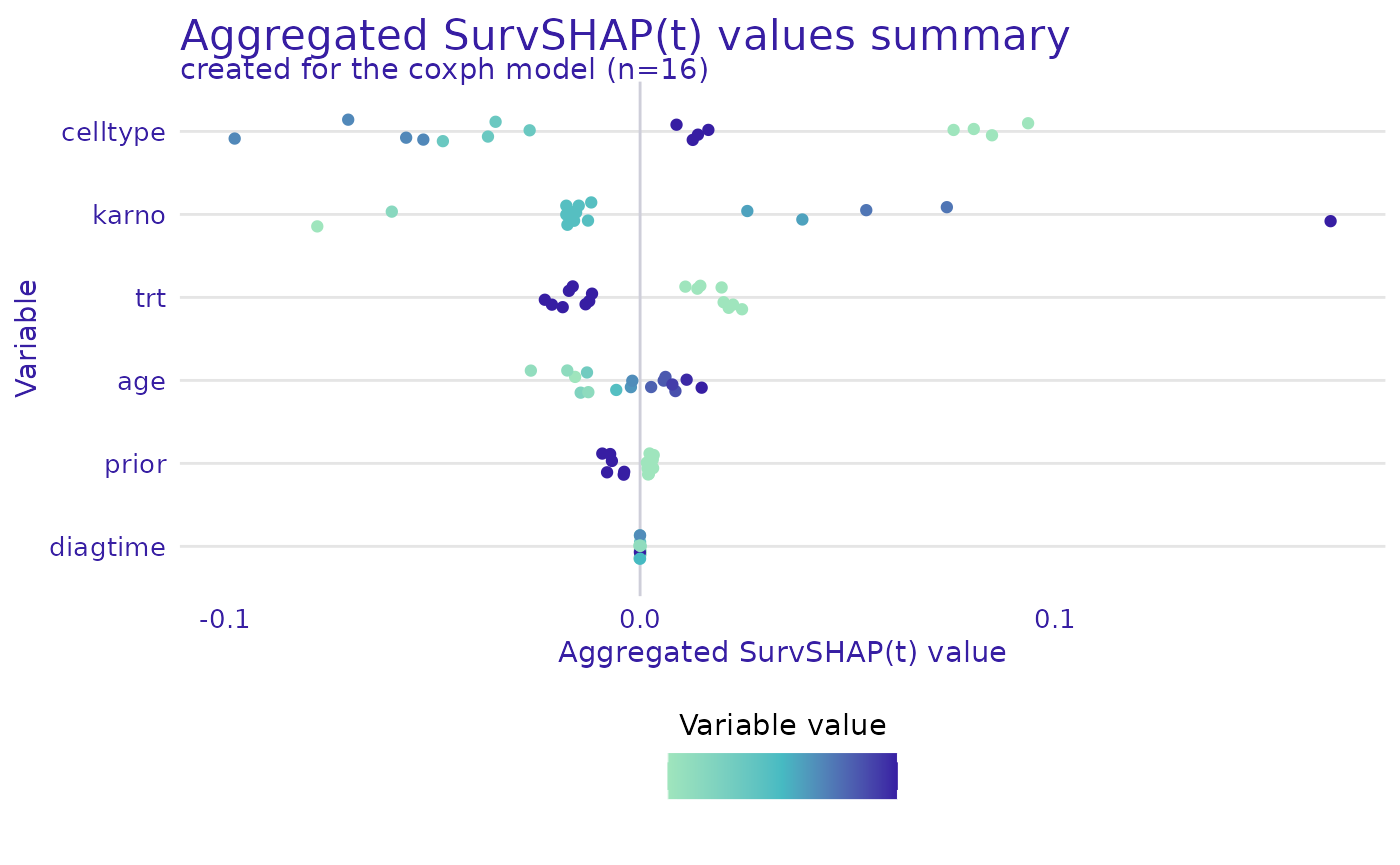 Aggregated SurvSHAP(t) values summary
created for the coxph model (n=16)
Variable
celltype
karno
trt
age
prior
diagtime
-0.1 0.0 0.1
Aggregated SurvSHAP(t) value
Variable value